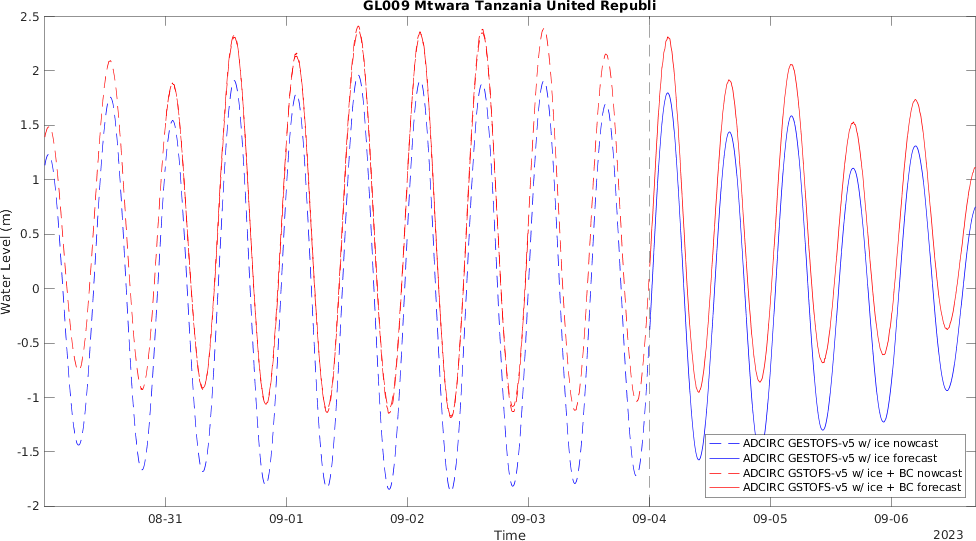 GL009 Mtwara Tanzania United Republi
2.5
2
1.5
1
0.5
0
-0.5
-1
-1.5
-2
Water Level (m)
ADCIRC GESTOFS-v5 w/ ice nowcast
ADCIRC GESTOFS-v5 w/ ice forecast
ADCIRC GSTOFS-v5 w/ ice + BC nowcast
ADCIRC GSTOFS-v5 w/ ice + BC forecast
08-31
09-01
09-02
09-03
09-04
09-05
09-06
Time
2023